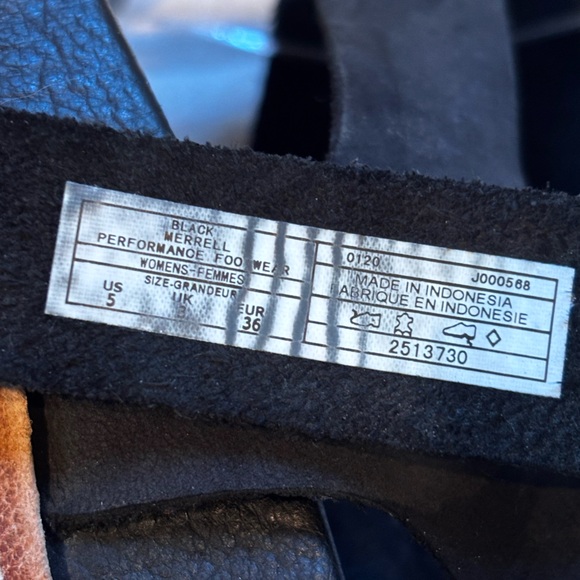 BLACK
MERRELL
PERFORMANCE FOOTWEAR
WOMENS-FEMMES
SIZE-GRANDEUR
US UK EUR
5 36
0120 J000568
MADE IN INDONESIA
FABRIQUE EN INDONESIE
2513730